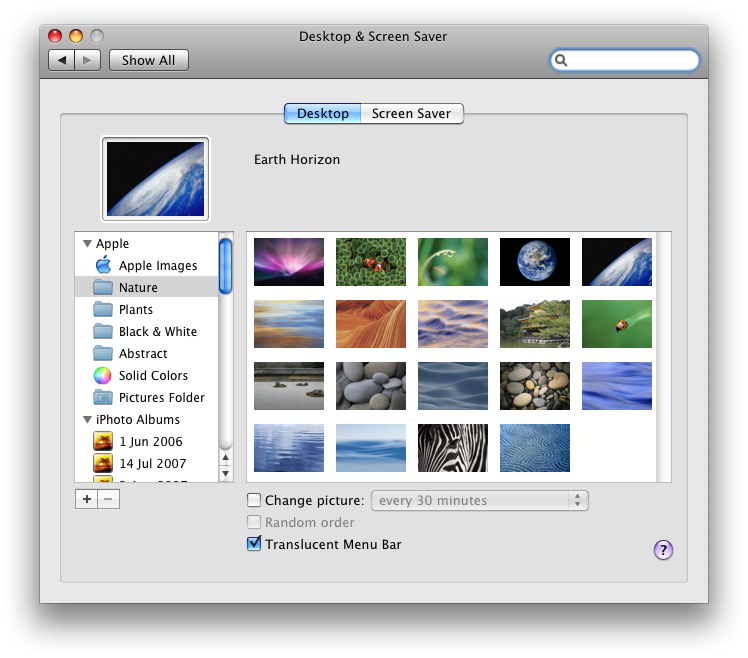 Desktop & Screen Saver
Show All
Desktop Screen Saver
Earth Horizon
Apple
Apple Images
Nature
Plants
Black & White
Abstract
Solid Colors
Pictures Folder
iPhoto Albums
1 Jun 2006
14 Jul 2007
+ −
Change picture: every 30 minutes
Random order
Translucent Menu Bar
?